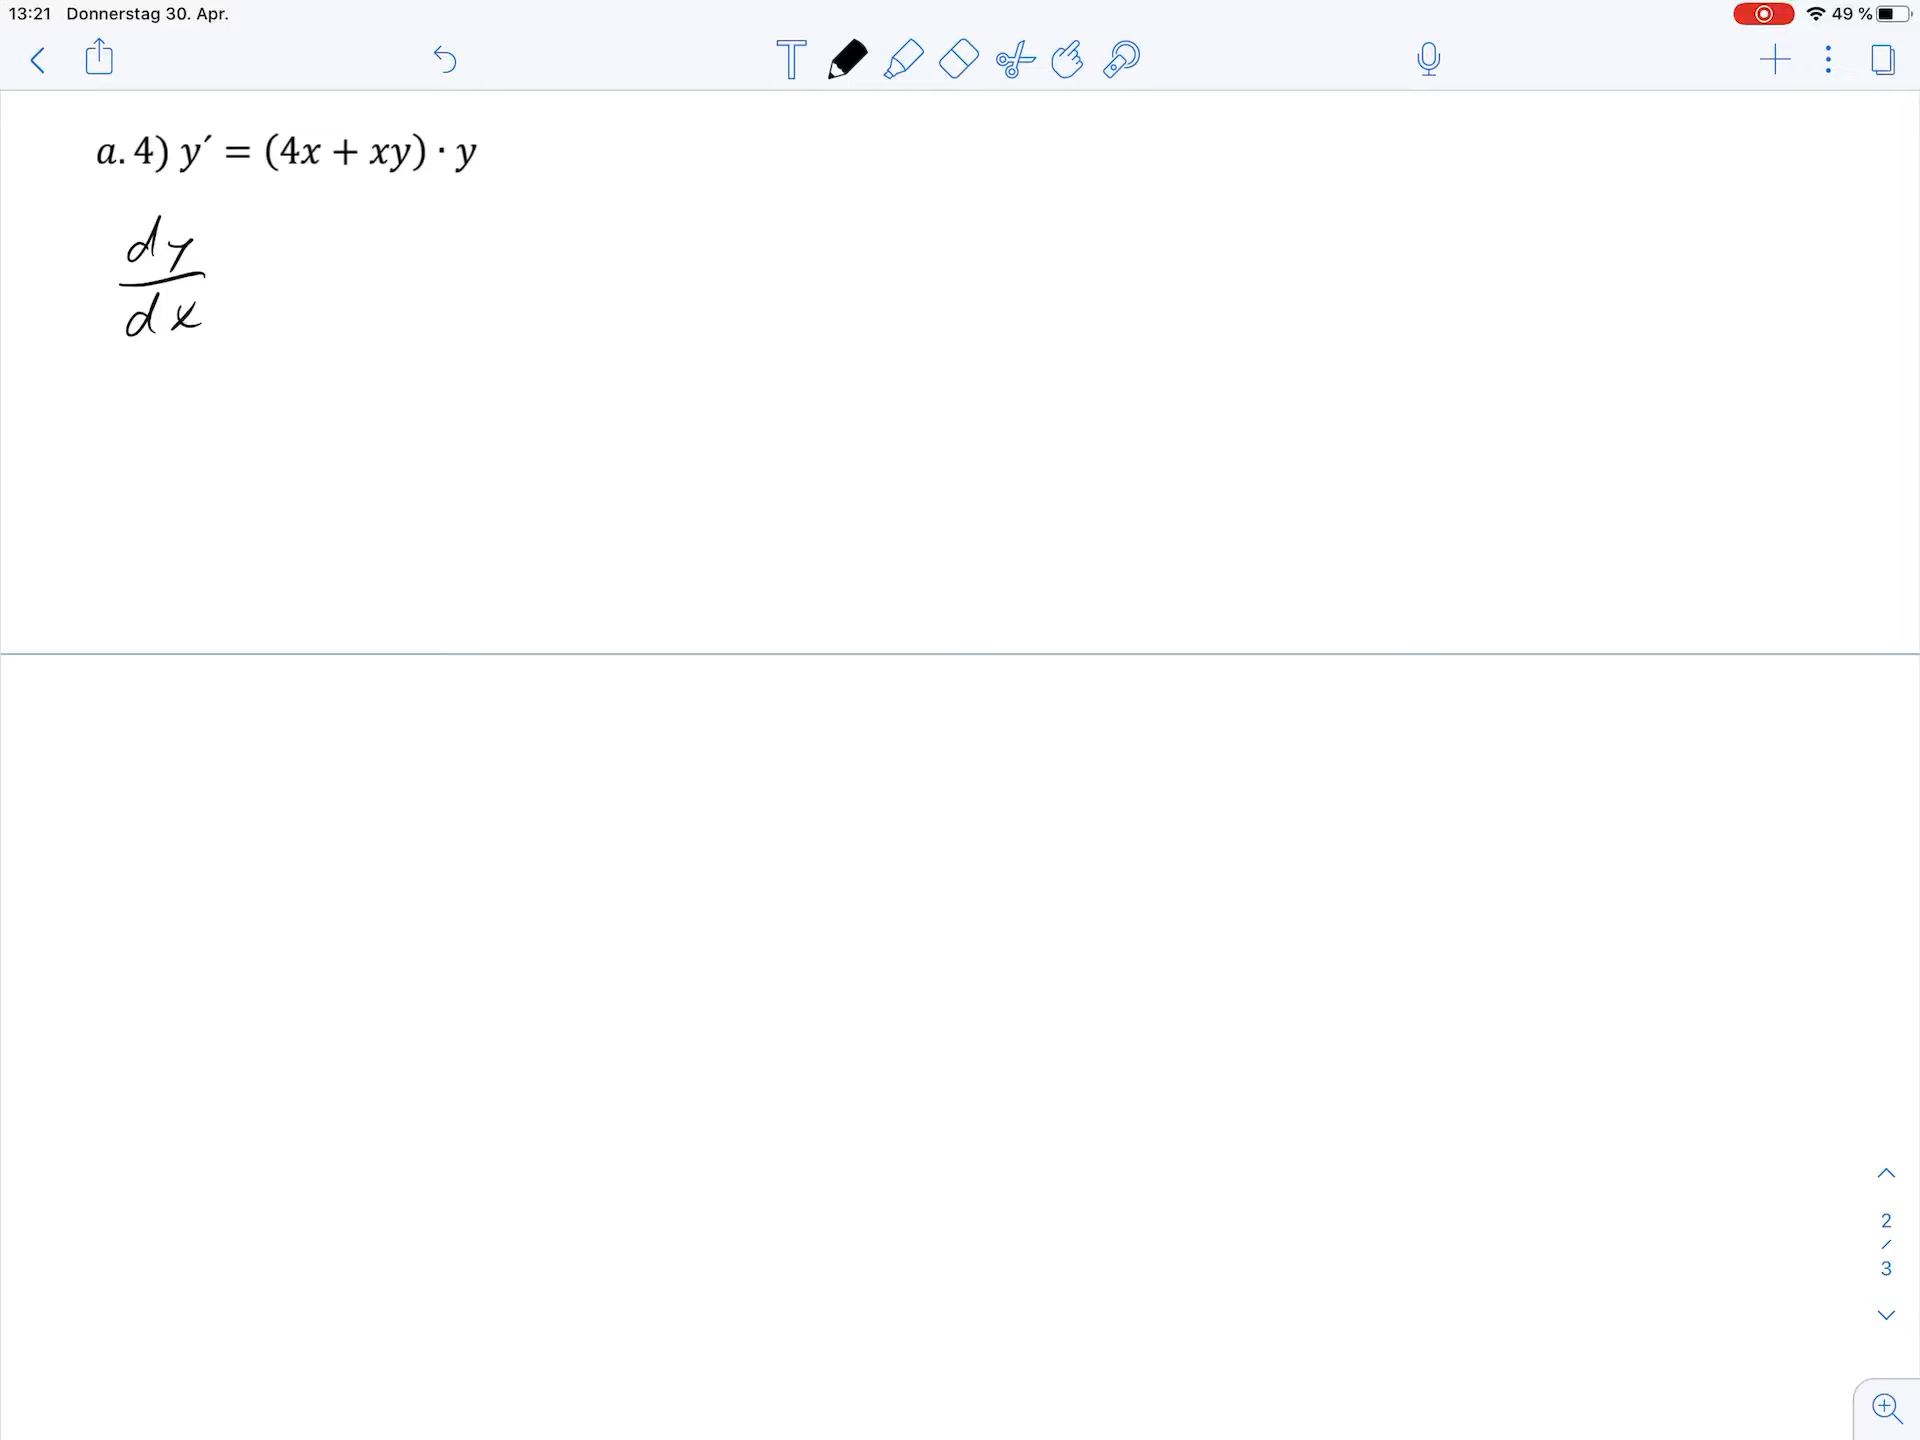 13:21 Donnerstag 30. Apr. 49 %
T
a. 4) y´ = (4x + xy) · y
dy
dx
2
/
3